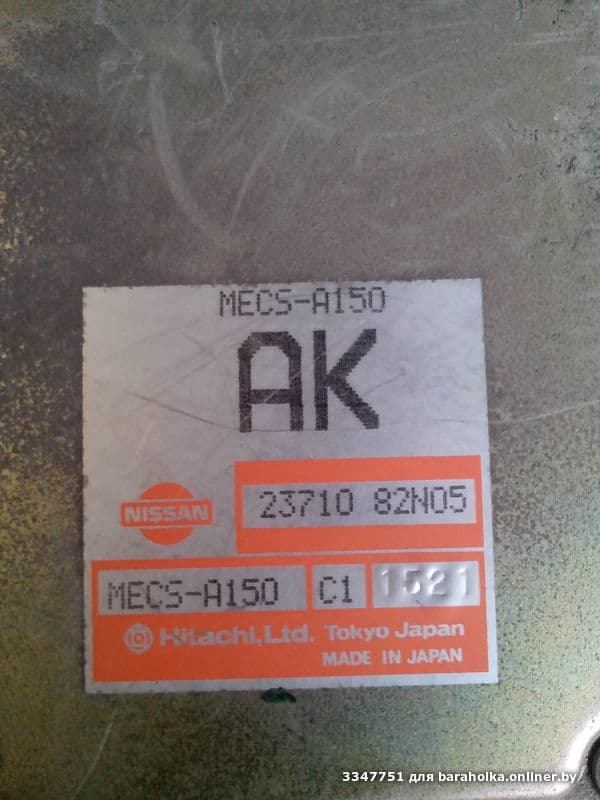 MECS-A150
AK
NISSAN
23710 82N05
MECS-A150 C1 1521
Hitachi, Ltd. Tokyo Japan
MADE IN JAPAN
3347751 для baraholka.onliner.by